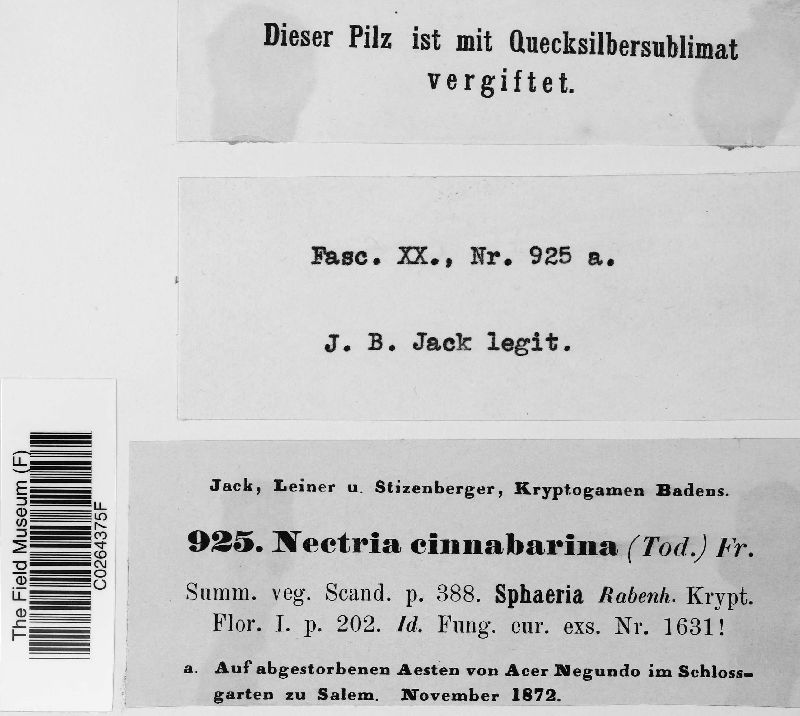 Dieser Pilz ist mit Quecksilbersublimat
vergiftet.
Fasc. XX., Nr. 925 a.
J. B. Jack legit.
The Field Museum (F)
C0264375F
Jack, Leiner u. Stizenberger, Kryptogamen Badens.
925. Nectria cinnabarina (Tod.) Fr.
Summ. veg. Scand. p. 388. Sphaeria Rabenh. Krypt.
Flor. I. p. 202. Id. Fung. eur. exs. Nr. 1631!
a. Auf abgestorbenen Aesten von Acer Negundo im Schloss-
garten zu Salem. November 1872.